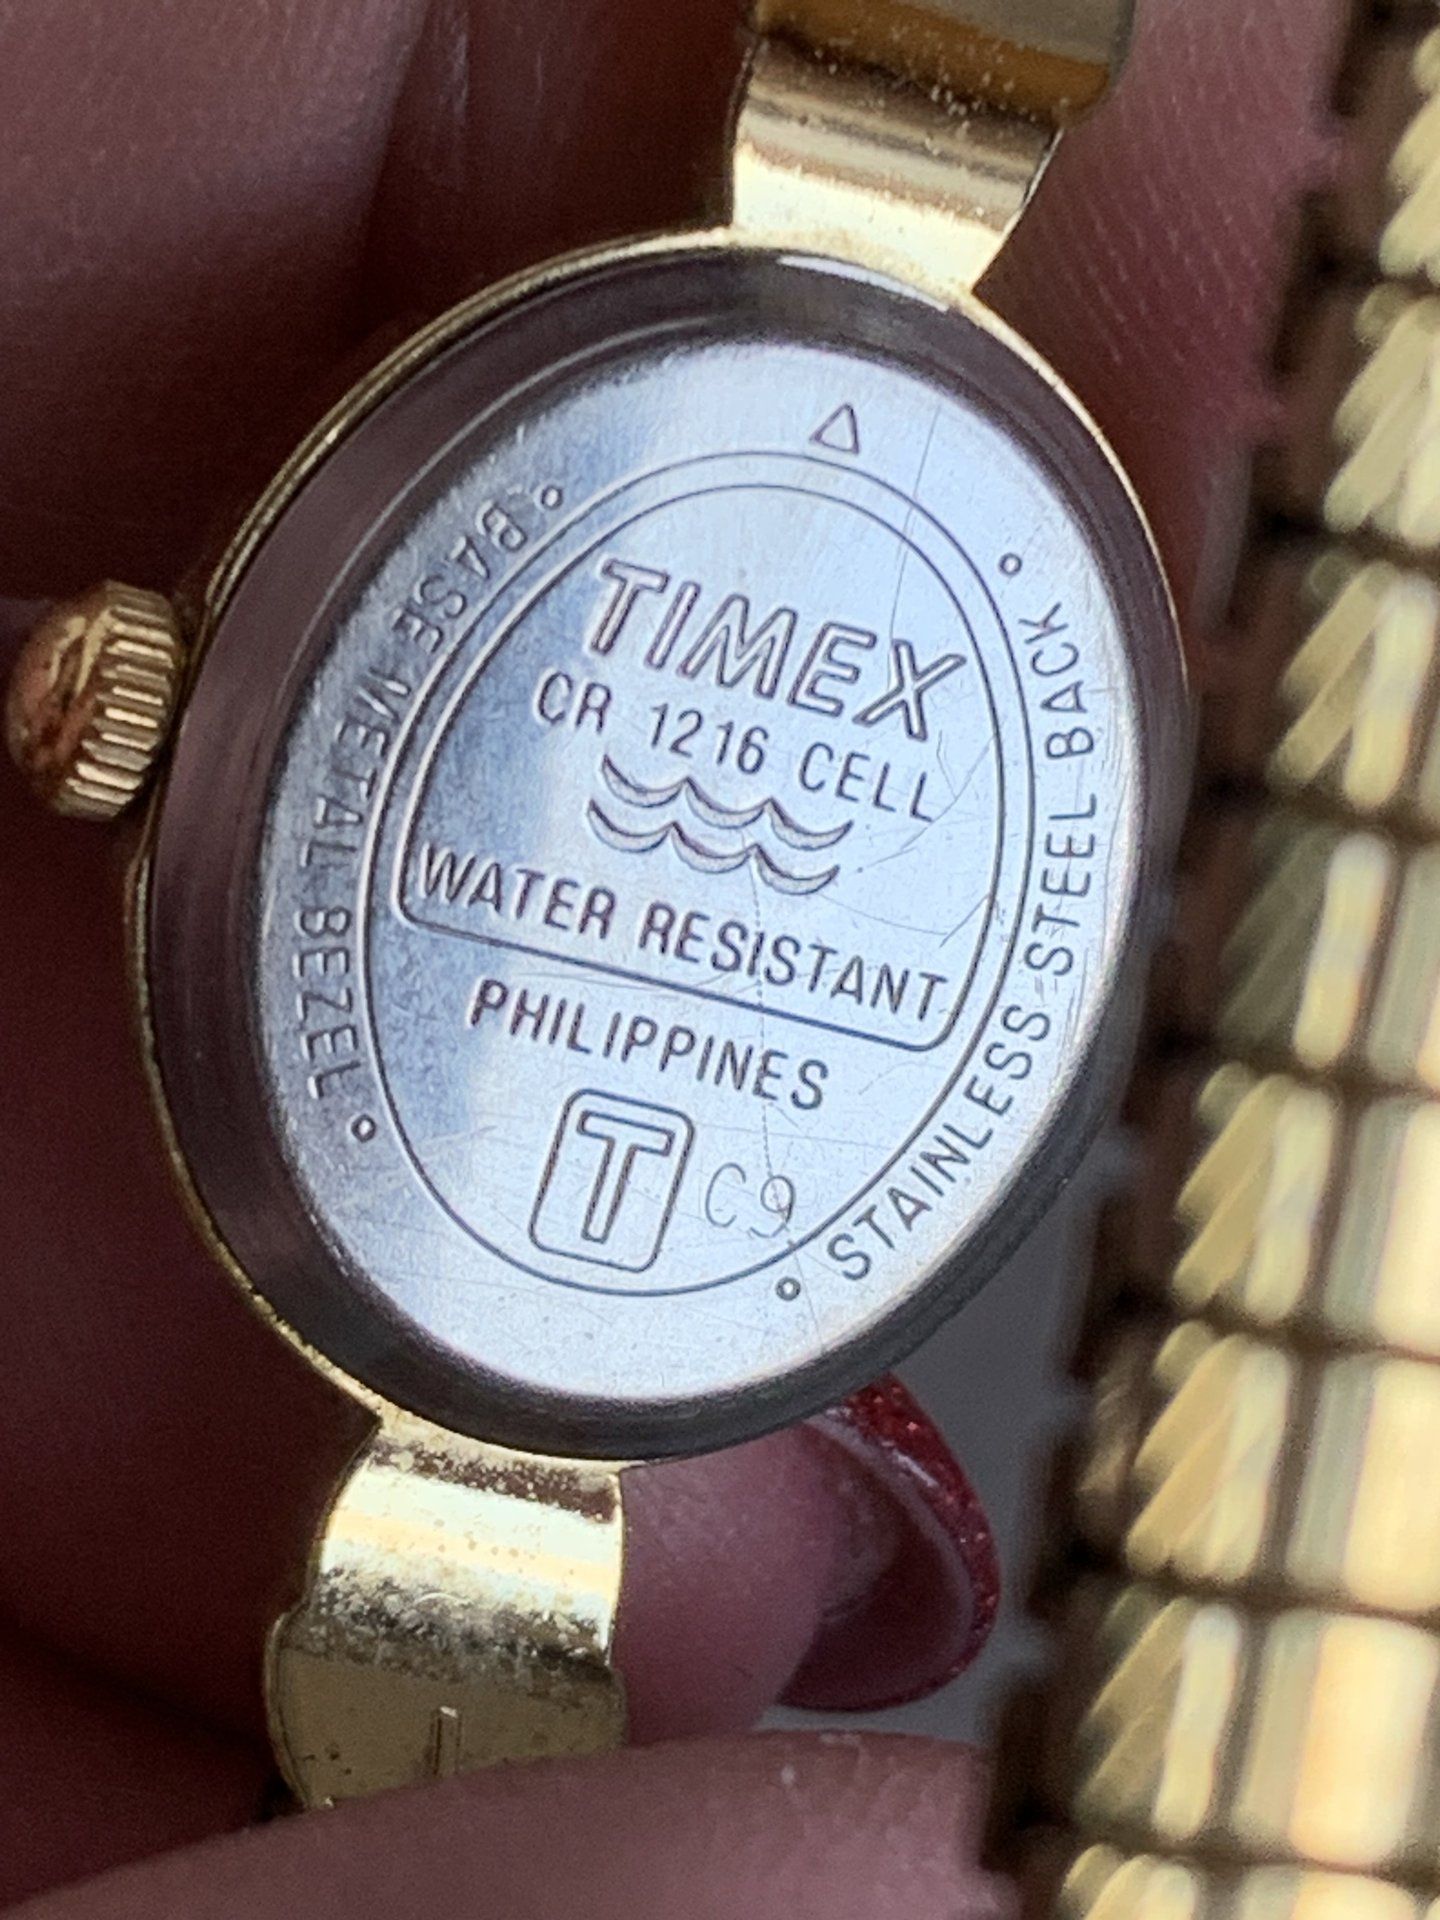 TIMEX
CR 1216 CELL
WATER RESISTANT
PHILIPPINES
T C9
BASE METAL BEZEL
STAINLESS STEEL BACK